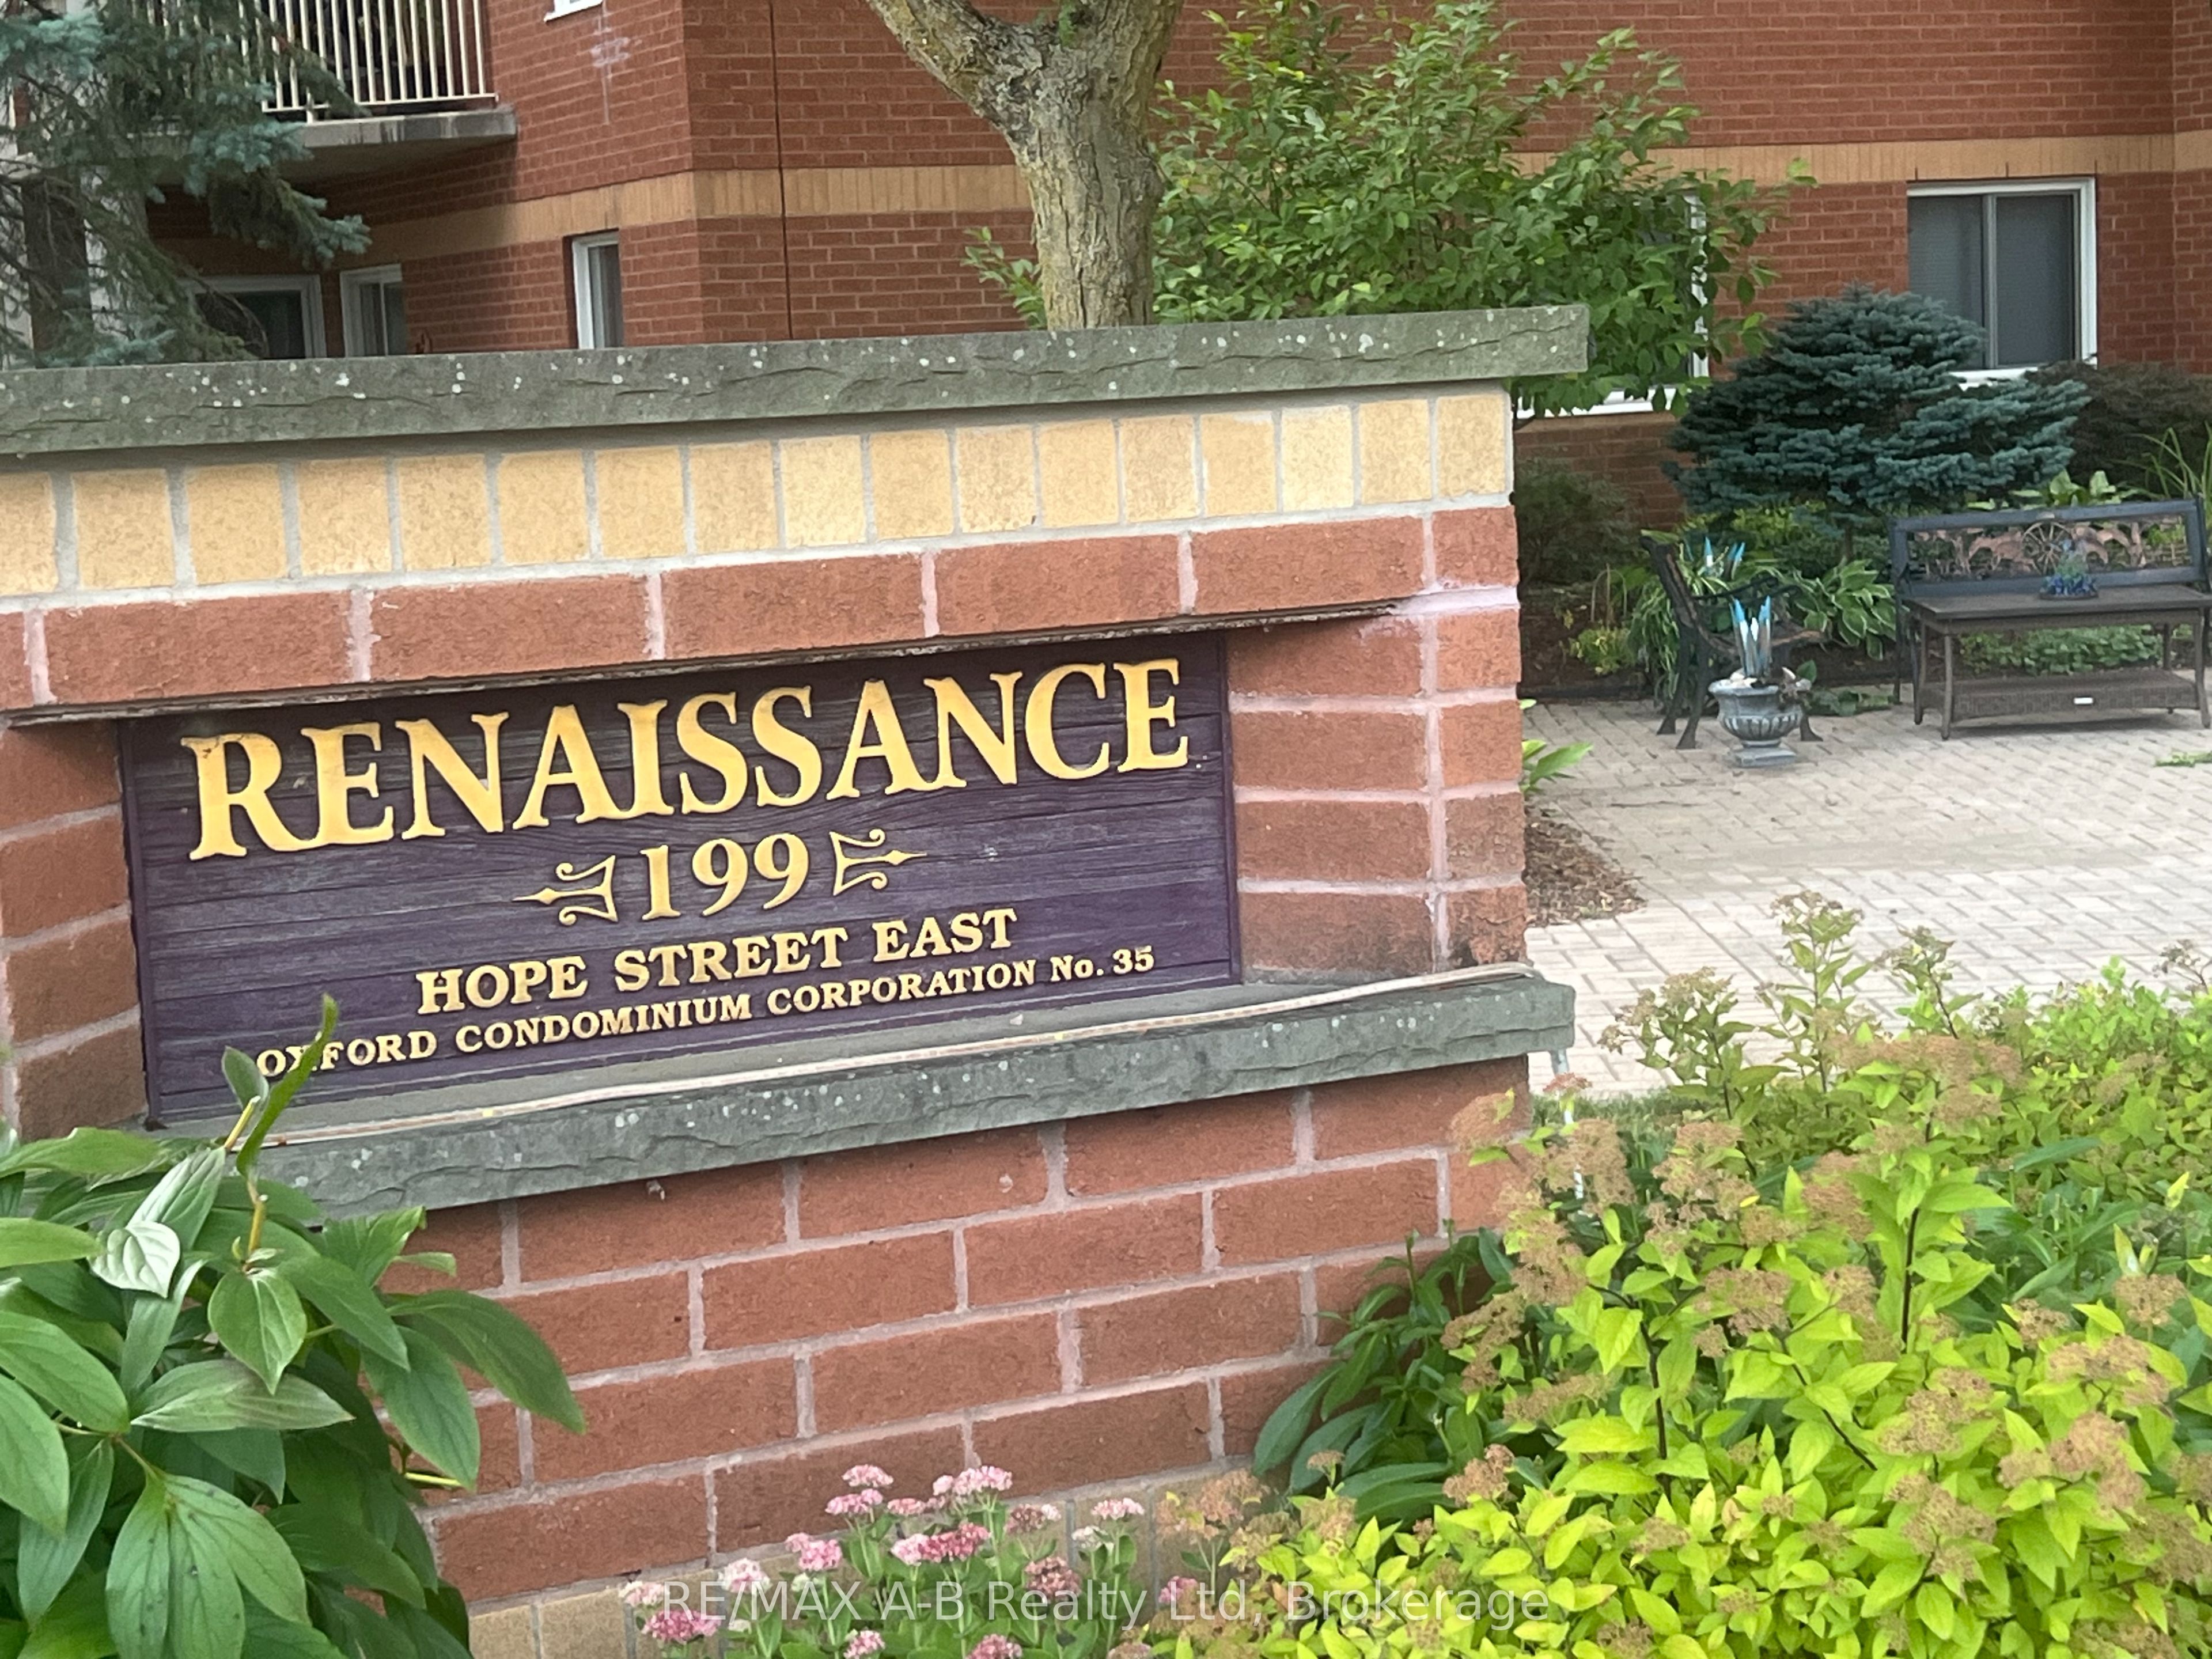 RENAISSANCE
199
HOPE STREET EAST
OXFORD CONDOMINIUM CORPORATION No. 35
RE/MAX A-B Realty Ltd, Brokerage